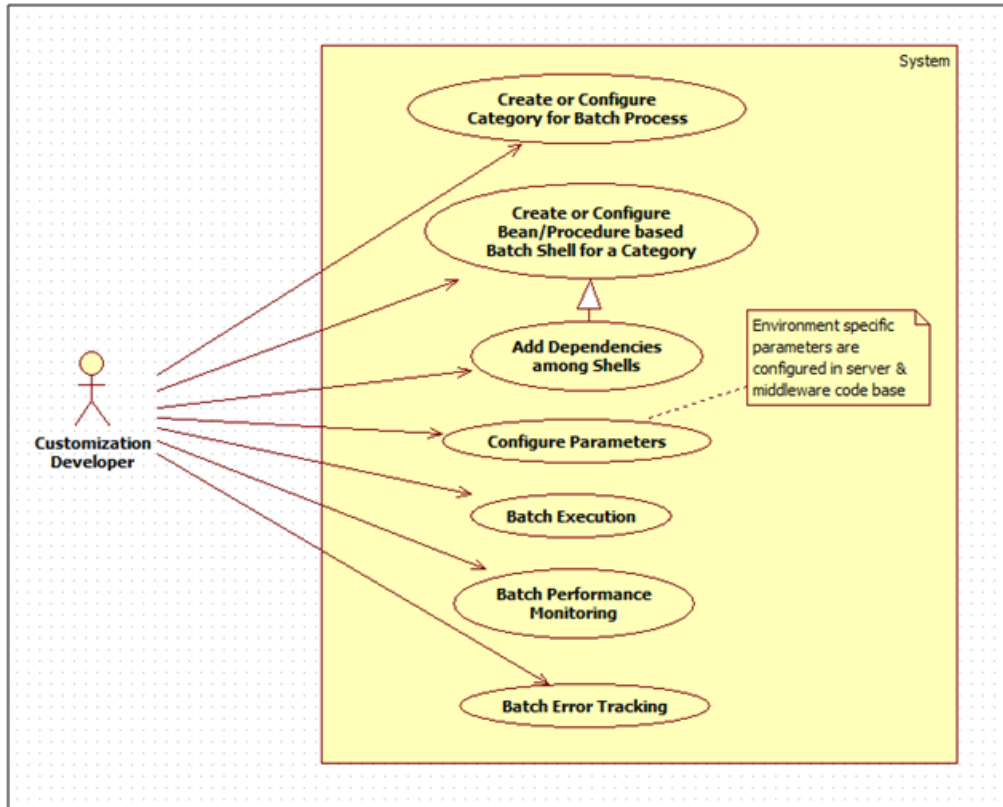 System
Create or Configure
Category for Batch Process
Create or Configure
Bean/Procedure based
Batch Shell for a Category
Add Dependencies
among Shells
Environment specific
parameters are
configured in server &
middleware code base
Configure Parameters
Customization
Developer
Batch Execution
Batch Performance
Monitoring
Batch Error Tracking